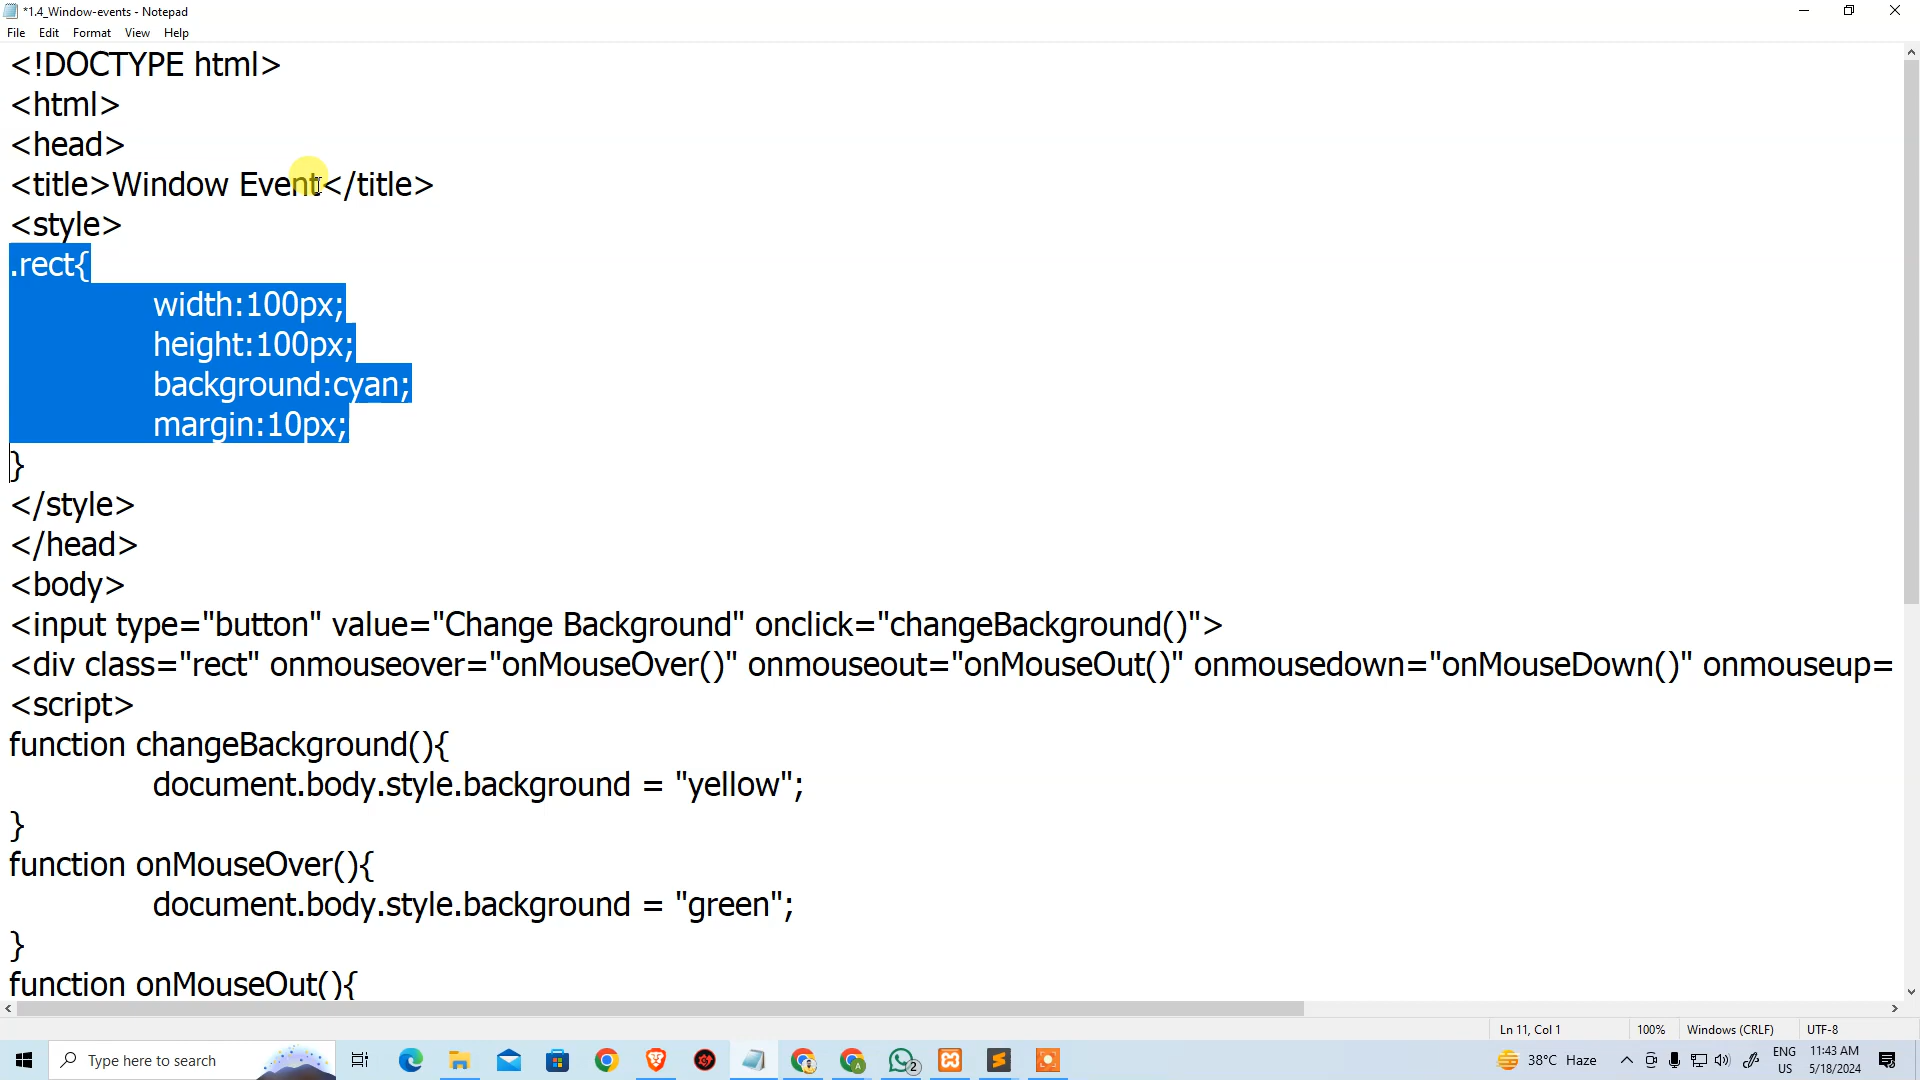 *1.4_Window-events - Notepad
File Edit Format View Help
<!DOCTYPE html>
<html>
<head>
<title>Window Event</title>
<style>
.rect{
width:100px;
height:100px;
background:cyan;
margin:10px;
}
</style>
</head>
<body>
<input type="button" value="Change Background" onclick="changeBackground()">
<div class="rect" onmouseover="onMouseOver()" onmouseout="onMouseOut()" onmousedown="onMouseDown()" onmouseup=
<script>
function changeBackground(){
document.body.style.background = "yellow";
}
function onMouseOver(){
document.body.style.background = "green";
}
function onMouseOut(){
Ln 11, Col 1 100% Windows (CRLF) UTF-8
Type here to search 2 38°C Haze ENG US 11:43 AM 5/18/2024